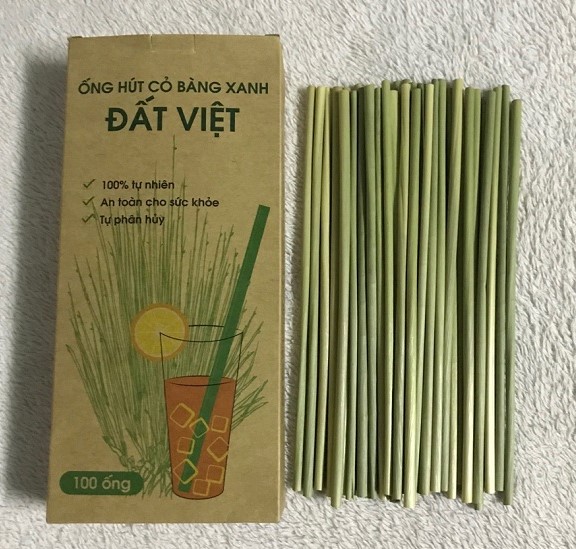 ỐNG HÚT CỎ BÀNG XANH
ĐẤT VIỆT
100% tự nhiên
An toàn cho sức khỏe
Tự phân hủy
100 ống